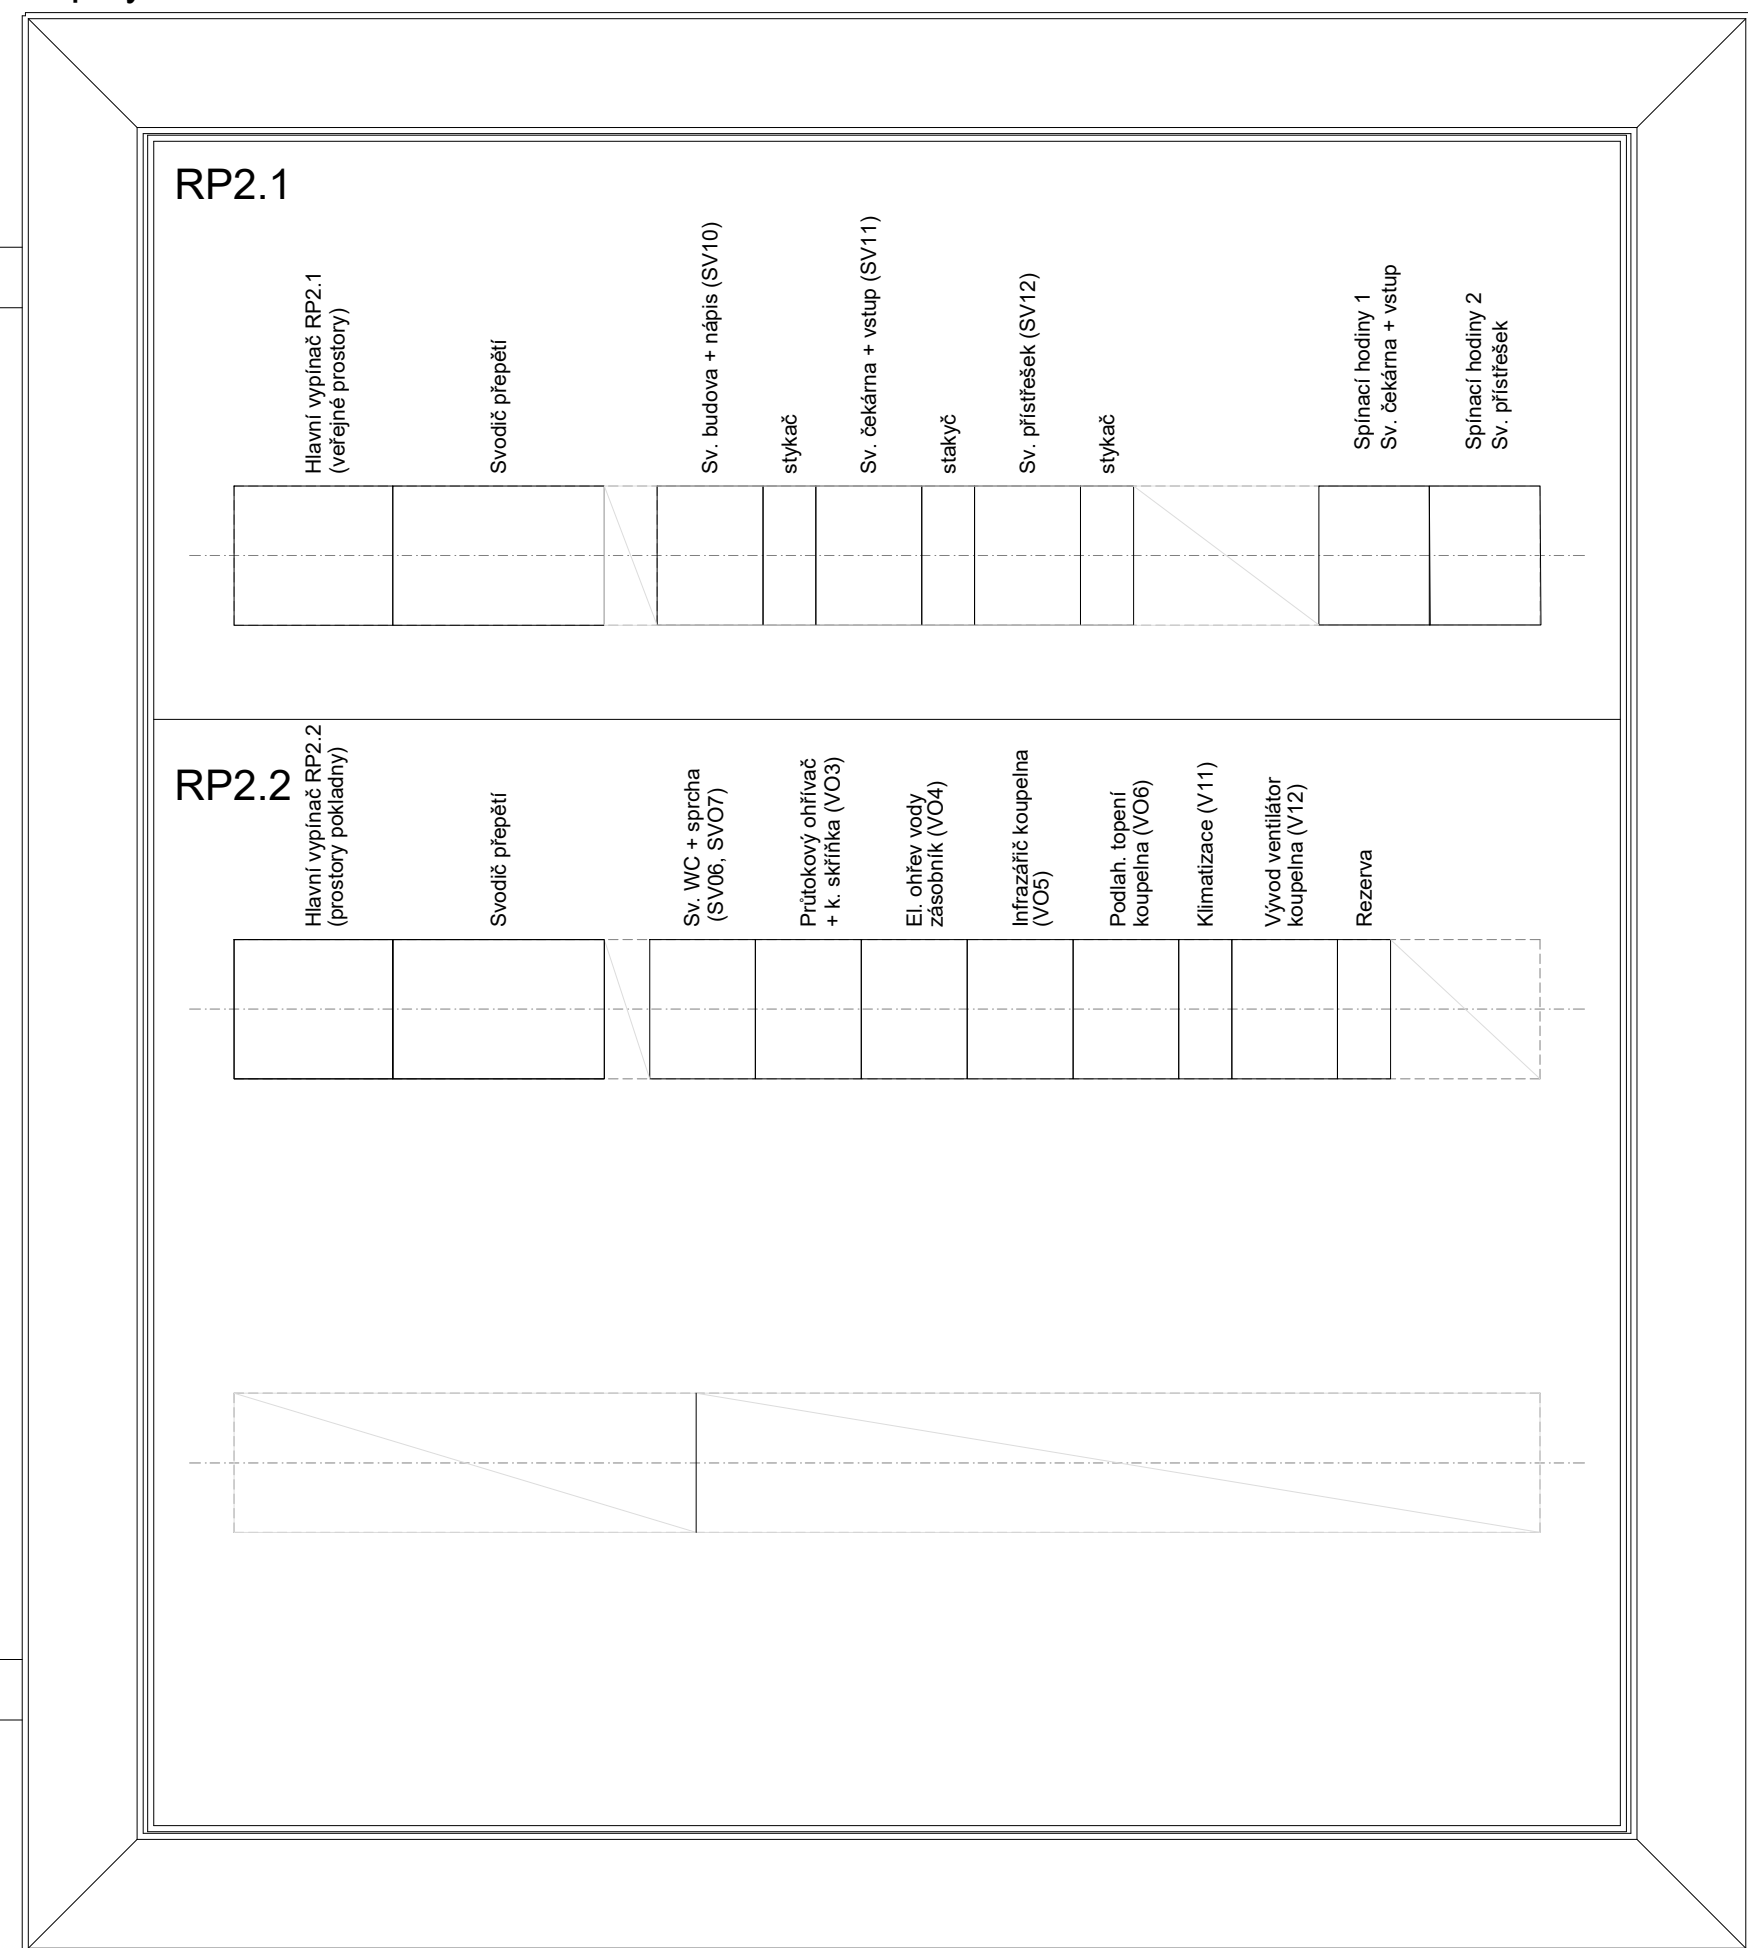 RP2.1
Hlavní vypínač RP2.1
(veřejné prostory)
Svodič přepětí
Sv. budova + nápis (SV10)
stykač
Sv. čekárna + vstup (SV11)
stakyč
Sv. přístřešek (SV12)
stykač
Spínací hodiny 1
Sv. čekárna + vstup
Spínací hodiny 2
Sv. přístřešek
RP2.2
Hlavní vypínač RP2.2
(prostory pokladny)
Svodič přepětí
Sv. WC + sprcha
(SV06, SVO7)
Průtokový ohřívač
+ k. skříňka (VO3)
El. ohřev vody
zásobník (VO4)
Infrazářič koupelna
(VO5)
Podlah. topení
koupelna (VO6)
Klimatizace (V11)
Vývod ventilátor
koupelna (V12)
Rezerva